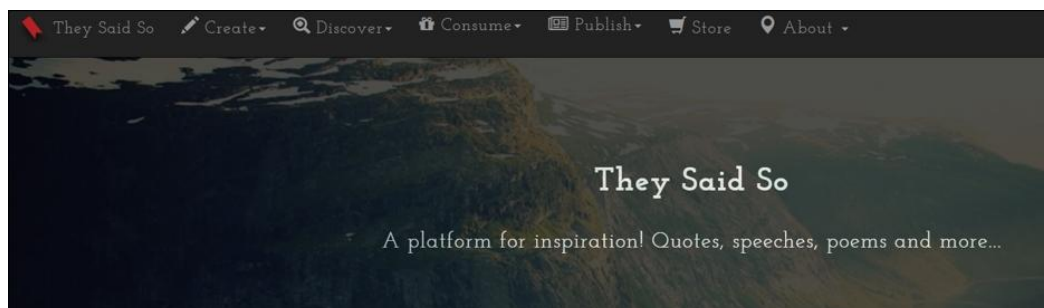 They Said So Create Discover Consume Publish Store About
They Said So
A platform for inspiration! Quotes, speeches, poems and more...